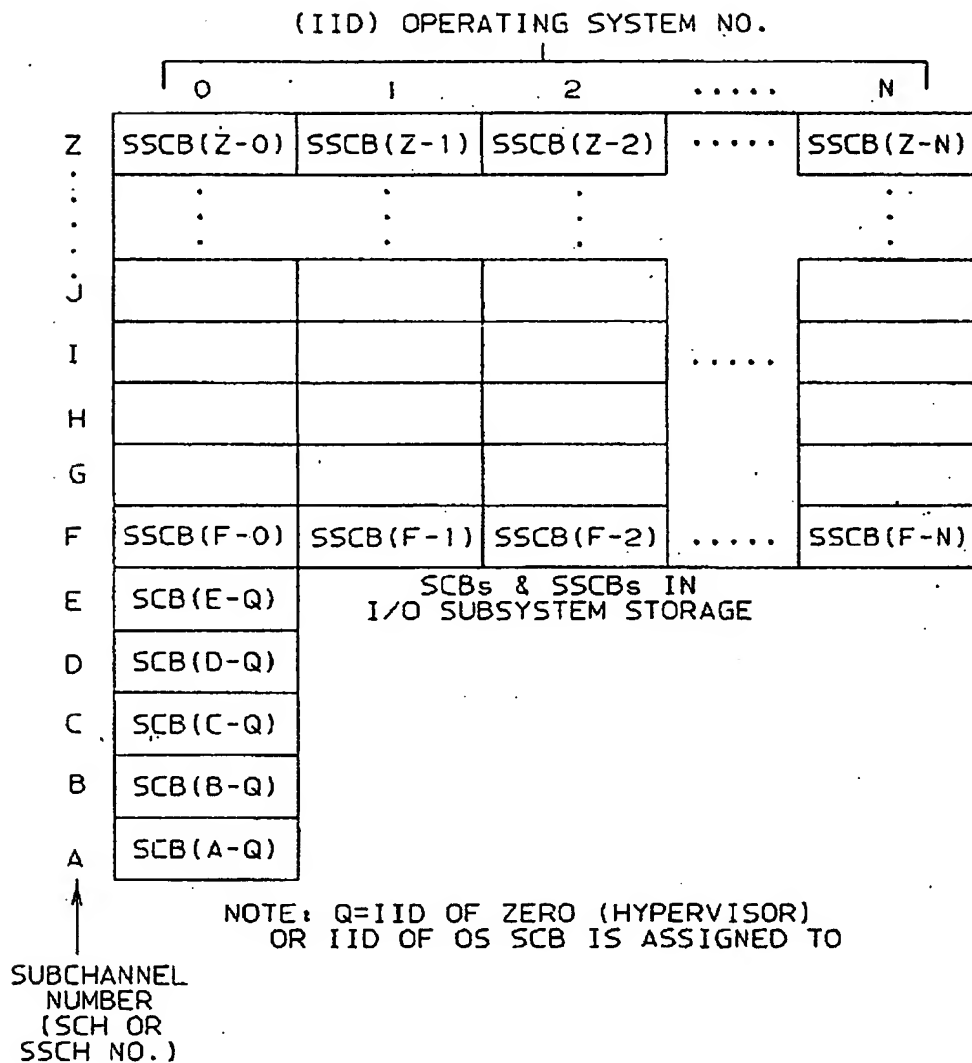 (IID) OPERATING SYSTEM NO.
0 1 2 ..... N
Z SSCB(Z-0) SSCB(Z-1) SSCB(Z-2) ..... SSCB(Z-N)
J
I .....
H
G
F SSCB(F-0) SSCB(F-1) SSCB(F-2) ..... SSCB(F-N)
E SCB(E-Q) SCBs & SSCBs IN
I/O SUBSYSTEM STORAGE
D SCB(D-Q)
C SCB(C-Q)
B SCB(B-Q)
A SCB(A-Q)
NOTE: Q=IID OF ZERO (HYPERVISOR)
OR IID OF OS SCB IS ASSIGNED TO
SUBCHANNEL
NUMBER
(SCH OR
SSCH NO.)